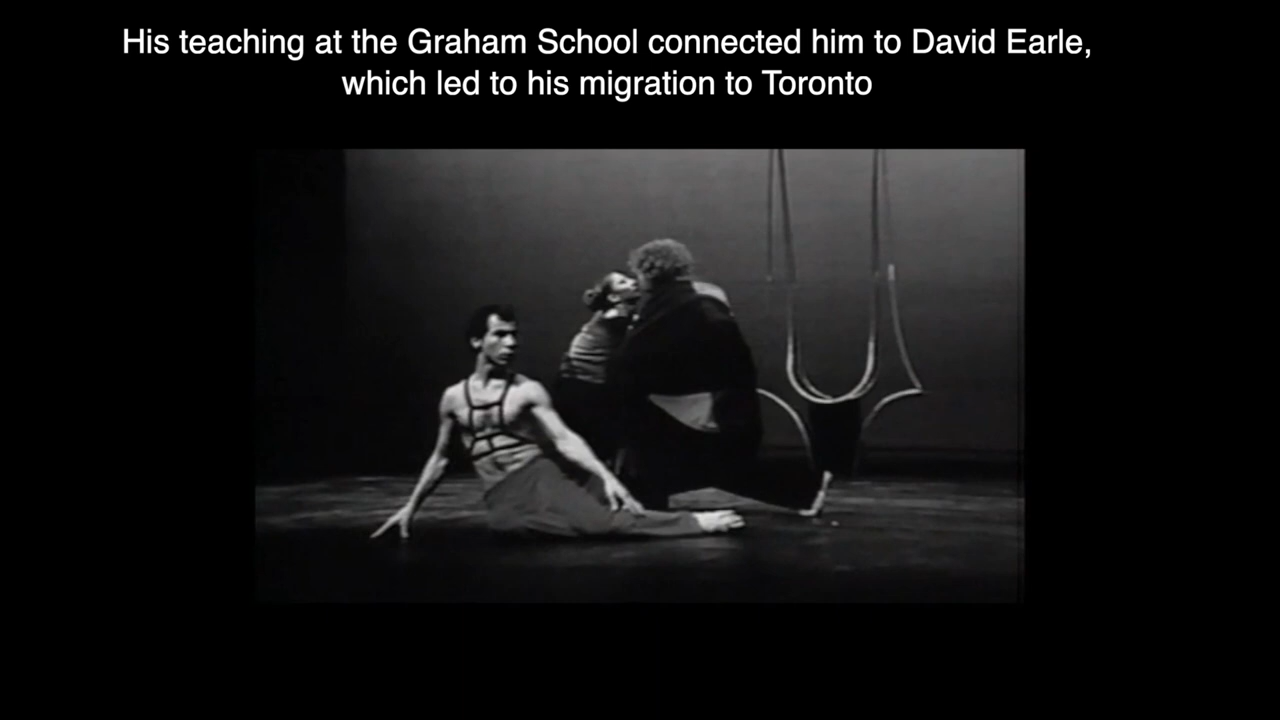 His teaching at the Graham School connected him to David Earle,
which led to his migration to Toronto